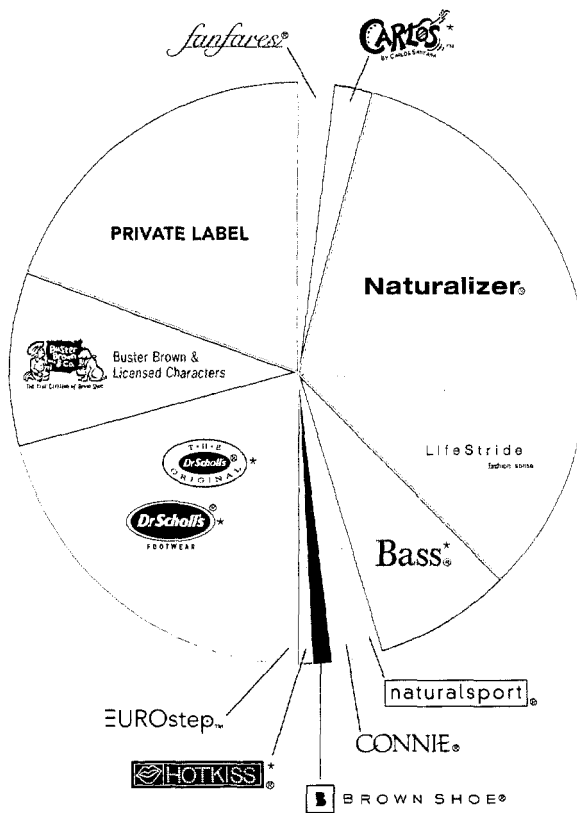 fanfares®
CARLOS*™
BY CARLOS SANTANA
PRIVATE LABEL
Naturalizer®
Buster Brown &
Licensed Characters
LifeStride
fashion sense
THE
Dr Scholl's®*
ORIGINAL
Dr Scholl's®*
FOOTWEAR
Bass*®
naturalsport®
EUROstep™
CONNIE®
HOTKISS*®
B BROWN SHOE®